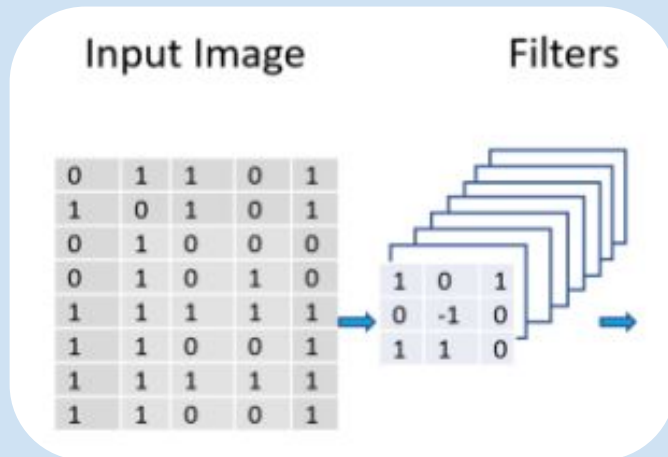 Input Image
Filters
0 1 1 0 1
1 0 1 0 1
0 1 0 0 0
0 1 0 1 0
1 1 1 1 1
1 1 0 0 1
1 1 1 1 1
1 1 0 0 1
1 0 1
0 -1 0
1 1 0